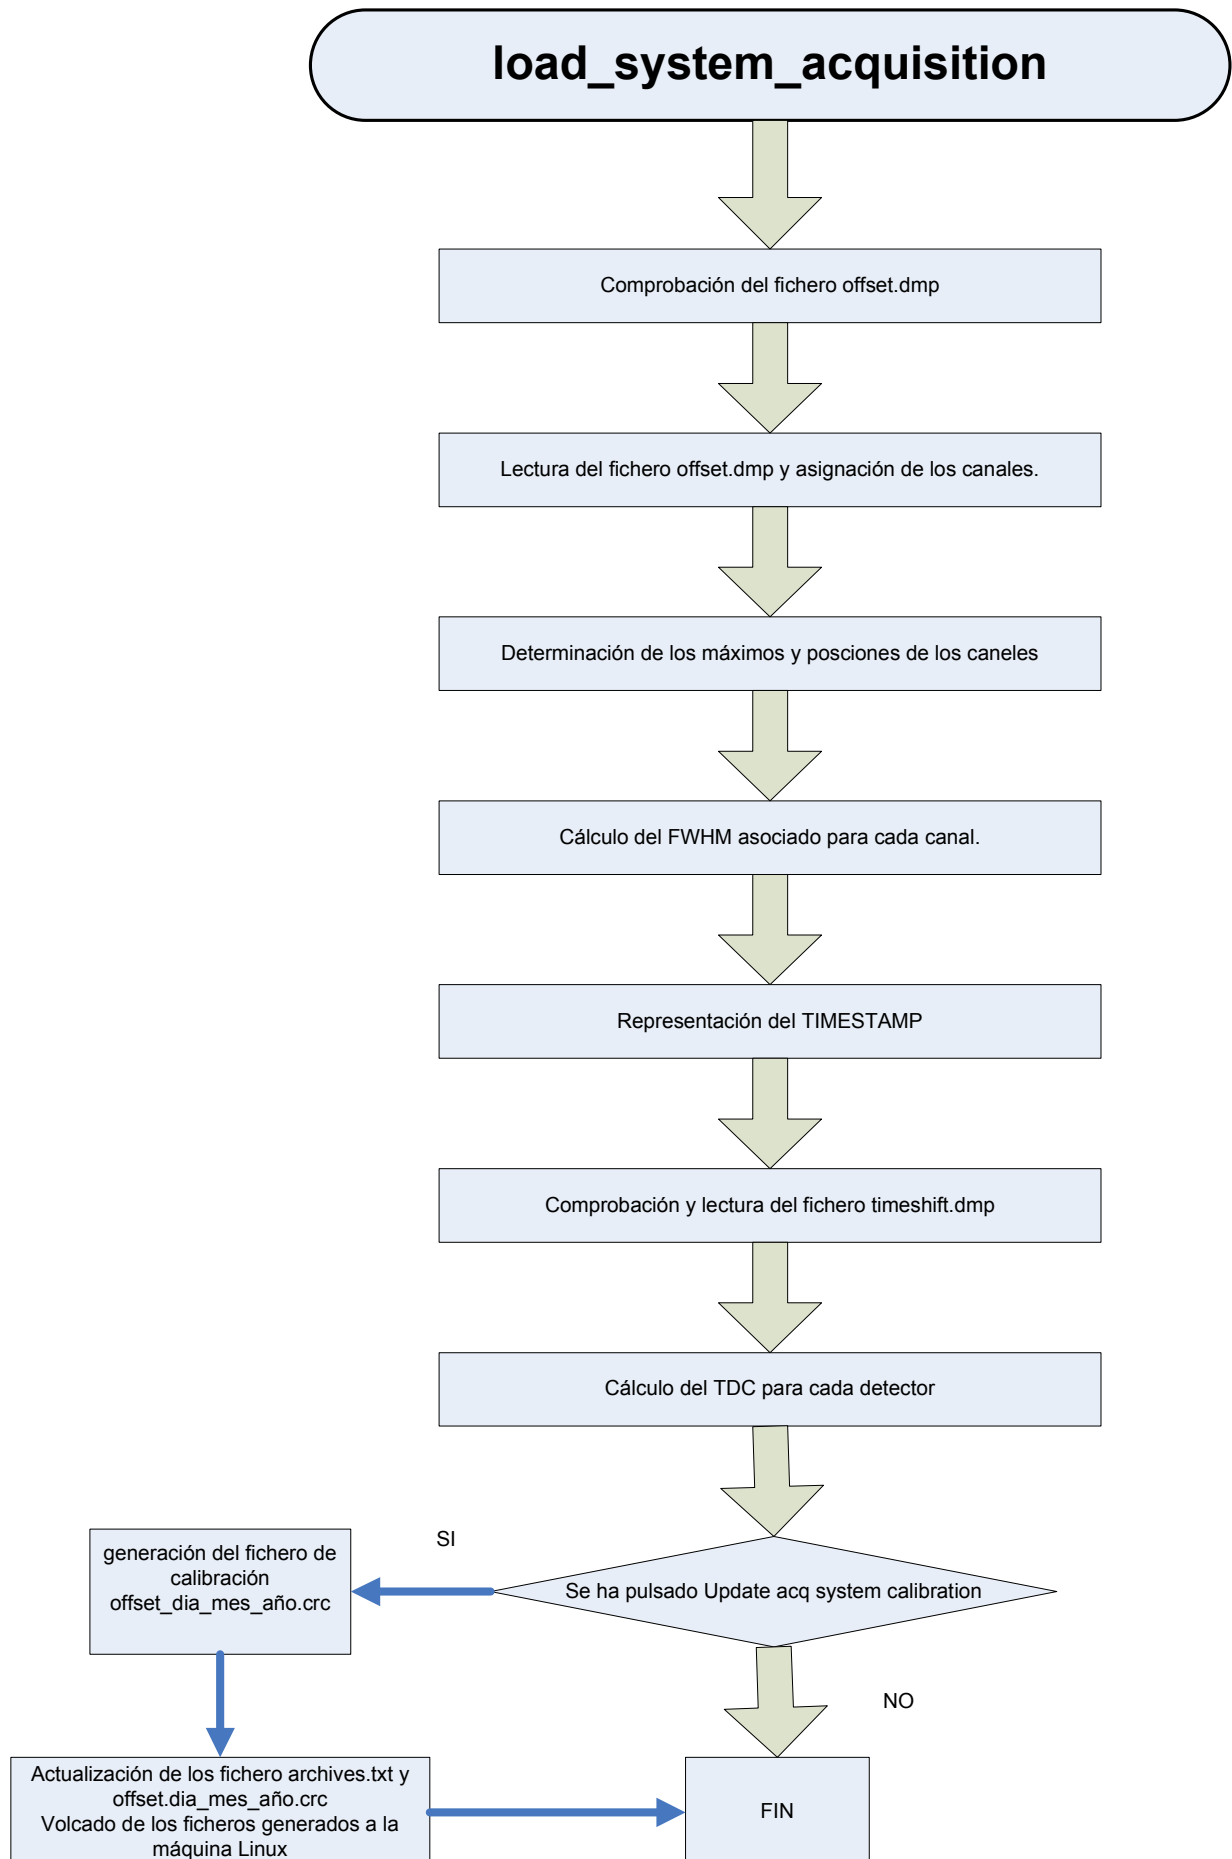 load_system_acquisition
Comprobación del fichero offset.dmp
Lectura del fichero offset.dmp y asignación de los canales.
Determinación de los máximos y posciones de los caneles
Cálculo del FWHM asociado para cada canal.
Representación del TIMESTAMP
Comprobación y lectura del fichero timeshift.dmp
Cálculo del TDC para cada detector
Se ha pulsado Update acq system calibration
SI
generación del fichero de
calibración
offset_dia_mes_año.crc
NO
Actualización de los fichero archives.txt y
offset.dia_mes_año.crc
Volcado de los ficheros generados a la
máquina Linux
FIN